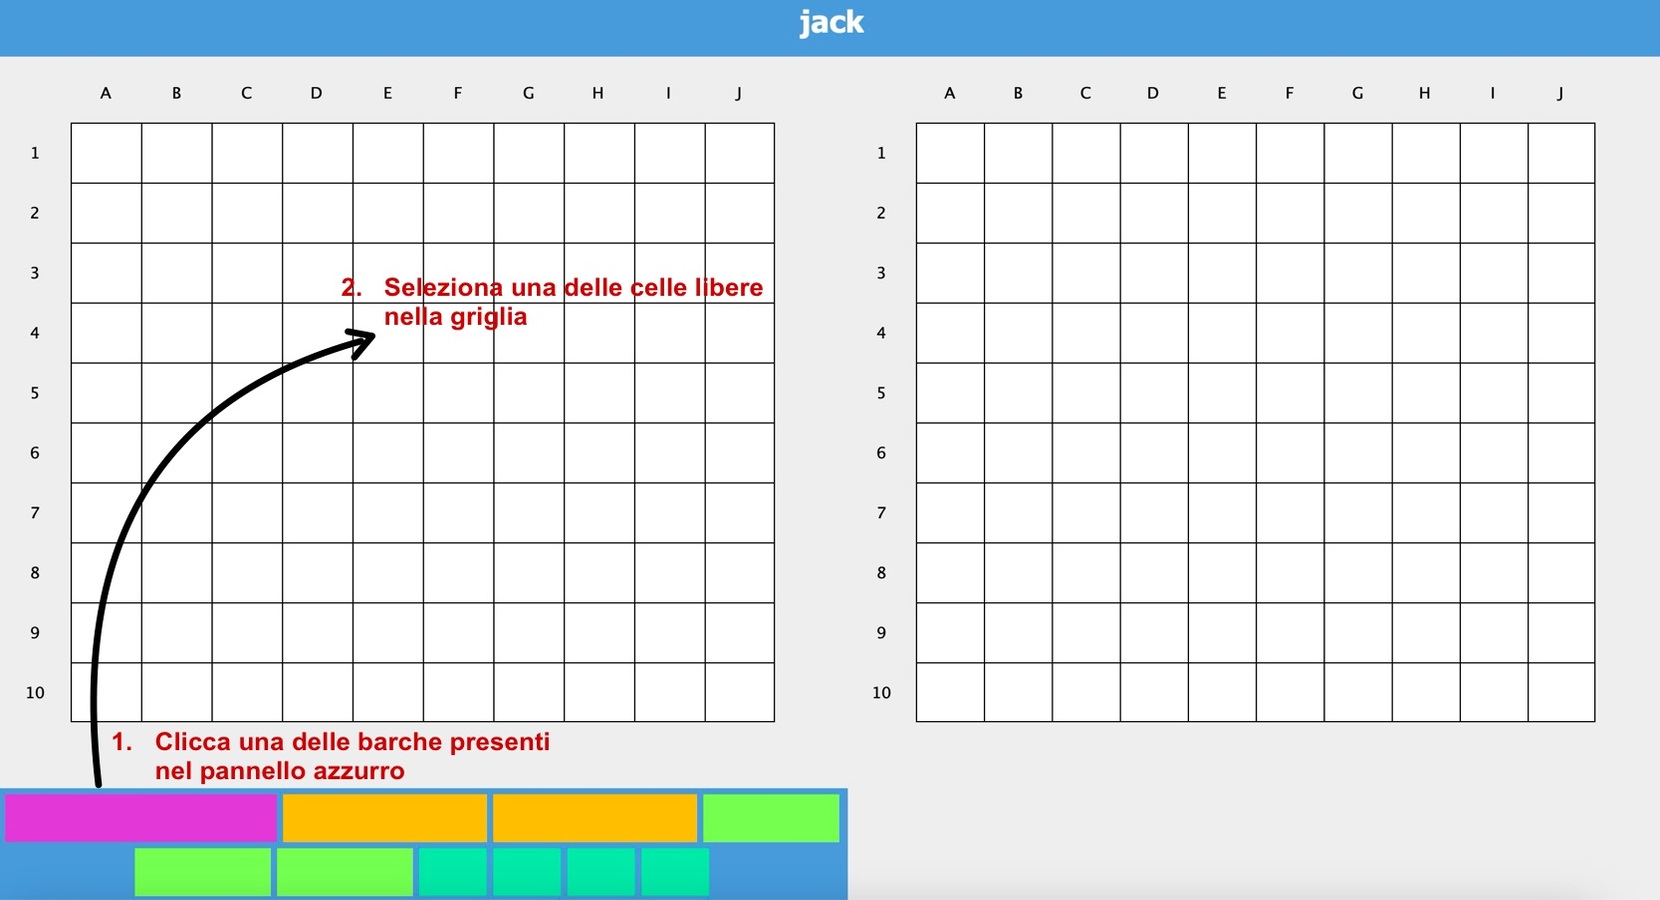 jack
A B C D E F G H I J
A B C D E F G H I J
1 1
2 2
3 3
2. Seleziona una delle celle libere
nella griglia
4 4
5 5
6 6
7 7
8 8
9 9
10 10
1. Clicca una delle barche presenti
nel pannello azzurro